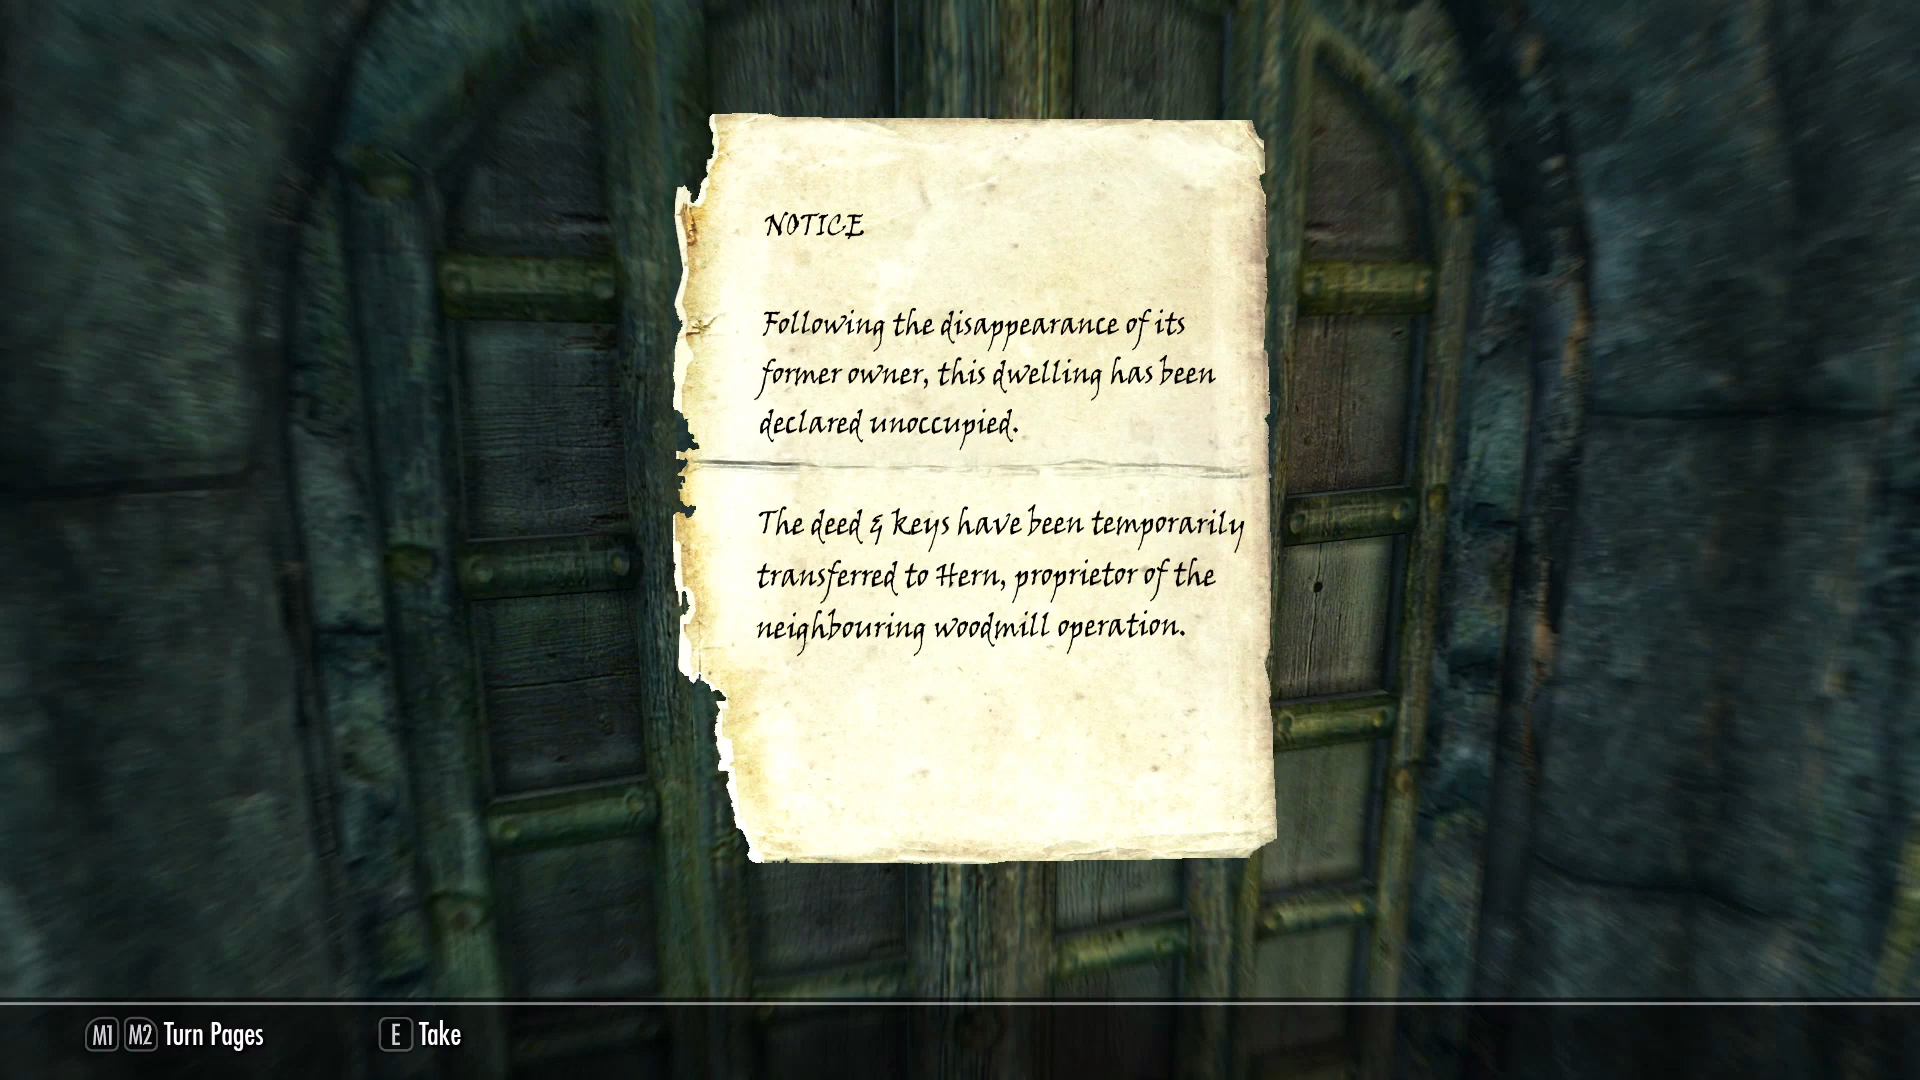 NOTICE
Following the disappearance of its
former owner, this dwelling has been
declared unoccupied.
The deed & keys have been temporarily
transferred to Hern, proprietor of the
neighbouring woodmill operation.
M1 M2 Turn Pages E Take